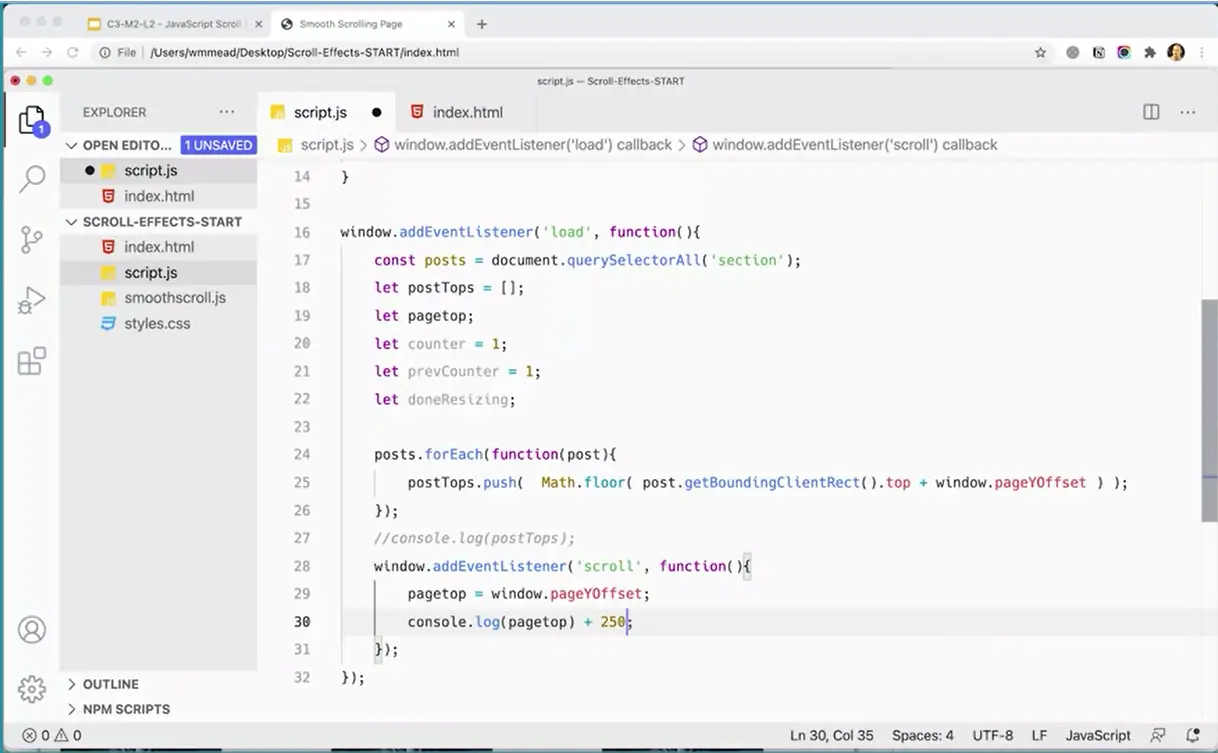 C3-M2-L2 - JavaScript Scroll
Smooth Scrolling Page
File /Users/wmmead/Desktop/Scroll-Effects-START/index.html
script.js — Scroll-Effects-START
EXPLORER
script.js
index.html
1
OPEN EDITO... 1 UNSAVED
script.js > window.addEventListener('load') callback > window.addEventListener('scroll') callback
script.js
index.html
SCROLL-EFFECTS-START
index.html
script.js
smoothscroll.js
styles.css
OUTLINE
NPM SCRIPTS
14 }
15
16 window.addEventListener('load', function(){
17 const posts = document.querySelectorAll('section');
18 let postTops = [];
19 let pagetop;
20 let counter = 1;
21 let prevCounter = 1;
22 let doneResizing;
23
24 posts.forEach(function(post){
25 postTops.push( Math.floor( post.getBoundingClientRect().top + window.pageYOffset ) );
26 });
27 //console.log(postTops);
28 window.addEventListener('scroll', function(){
29 pagetop = window.pageYOffset;
30 console.log(pagetop) + 250;
31 });
32 });
0 0
Ln 30, Col 35 Spaces: 4 UTF-8 LF JavaScript